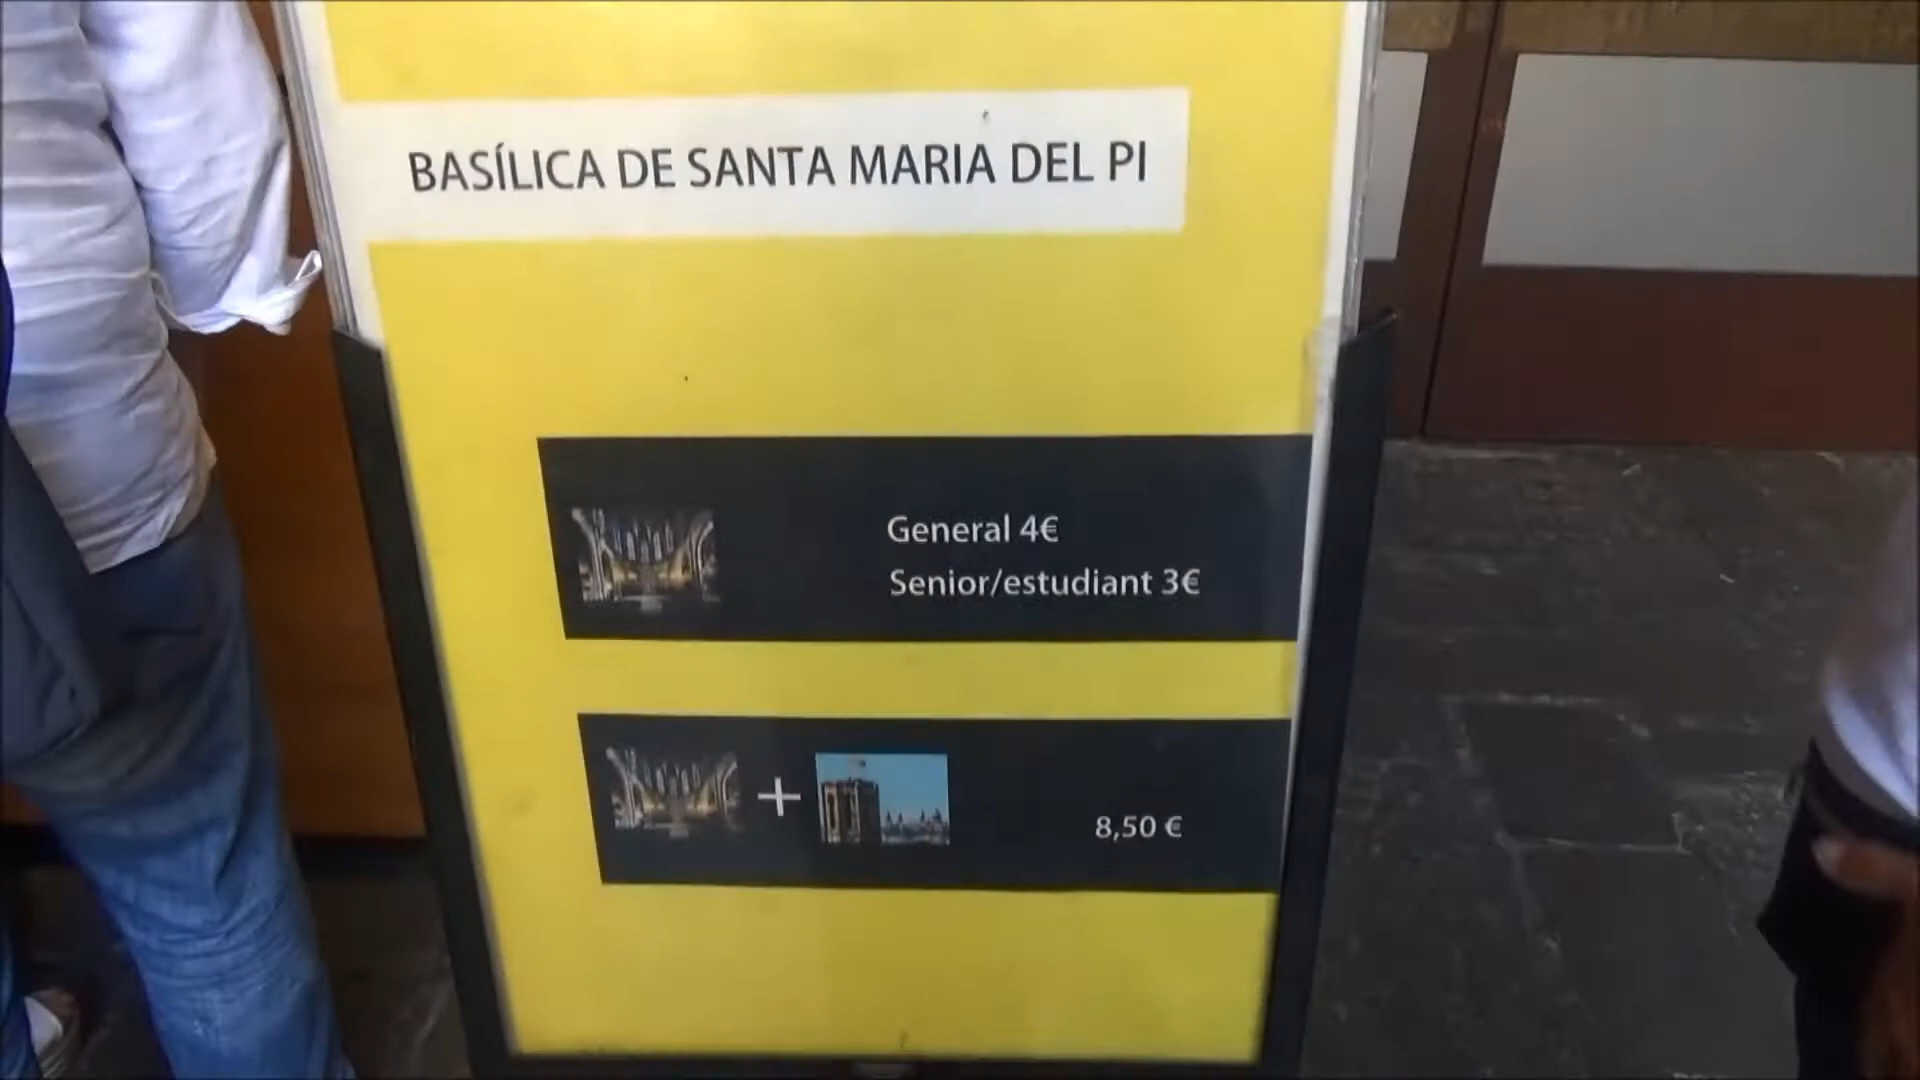 BASÍLICA DE SANTA MARIA DEL PI
General 4€
Senior/estudiant 3€
+
8,50 €